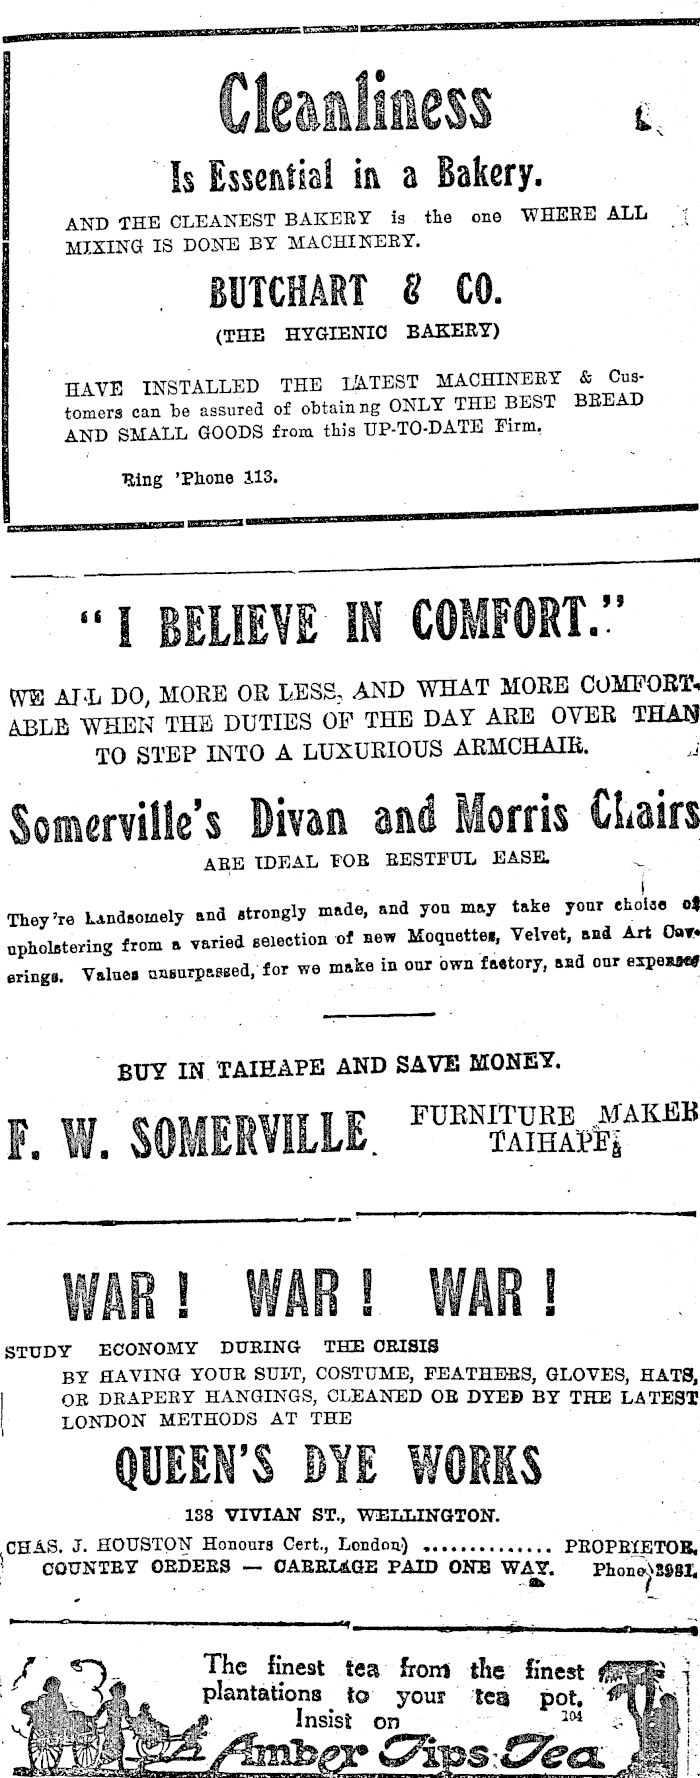 Cleanliness
Is Essential in a Bakery.
AND THE CLEANEST BAKERY is the one WHERE ALL
MIXING IS DONE BY MACHINERY.
BUTCHART & CO.
(THE HYGIENIC BAKERY)
HAVE INSTALLED THE LATEST MACHINERY & Cus-
tomers can be assured of obtain ng ONLY THE BEST BREAD
AND SMALL GOODS from this UP-TO-DATE Firm.
Ring 'Phone 113.
"I BELIEVE IN COMFORT."
WE ALL DO, MORE OR LESS, AND WHAT MORE COMFORT-
ABLE WHEN THE DUTIES OF THE DAY ARE OVER THAN
TO STEP INTO A LUXURIOUS ARMCHAIR.
Somerville's Divan and Morris Chairs
ARE IDEAL FOR RESTFUL EASE.
They're handsomely and strongly made, and you may take your choise of
upholstering from a varied selection of new Moquettes, Velvet, and Art Cov-
erings. Values unsurpassed, for we make in our own factory, and our expenses
BUY IN TAIHAPE AND SAVE MONEY.
F. W. SOMERVILLE. FURNITURE MAKER
TAIHAPE
WAR! WAR! WAR!
STUDY ECONOMY DURING THE CRISIS
BY HAVING YOUR SUIT, COSTUME, FEATHERS, GLOVES, HATS,
OR DRAPERY HANGINGS, CLEANED OR DYED BY THE LATEST
LONDON METHODS AT THE
QUEEN'S DYE WORKS
138 VIVIAN ST., WELLINGTON.
CHAS. J. HOUSTON Honours Cert., London) .............. PROPRIETOR.
COUNTRY ORDERS — CARRIAGE PAID ONE WAY. Phone 3981.
The finest tea from the finest
plantations to your tea pot.
Insist on 104
Amber Tips Tea